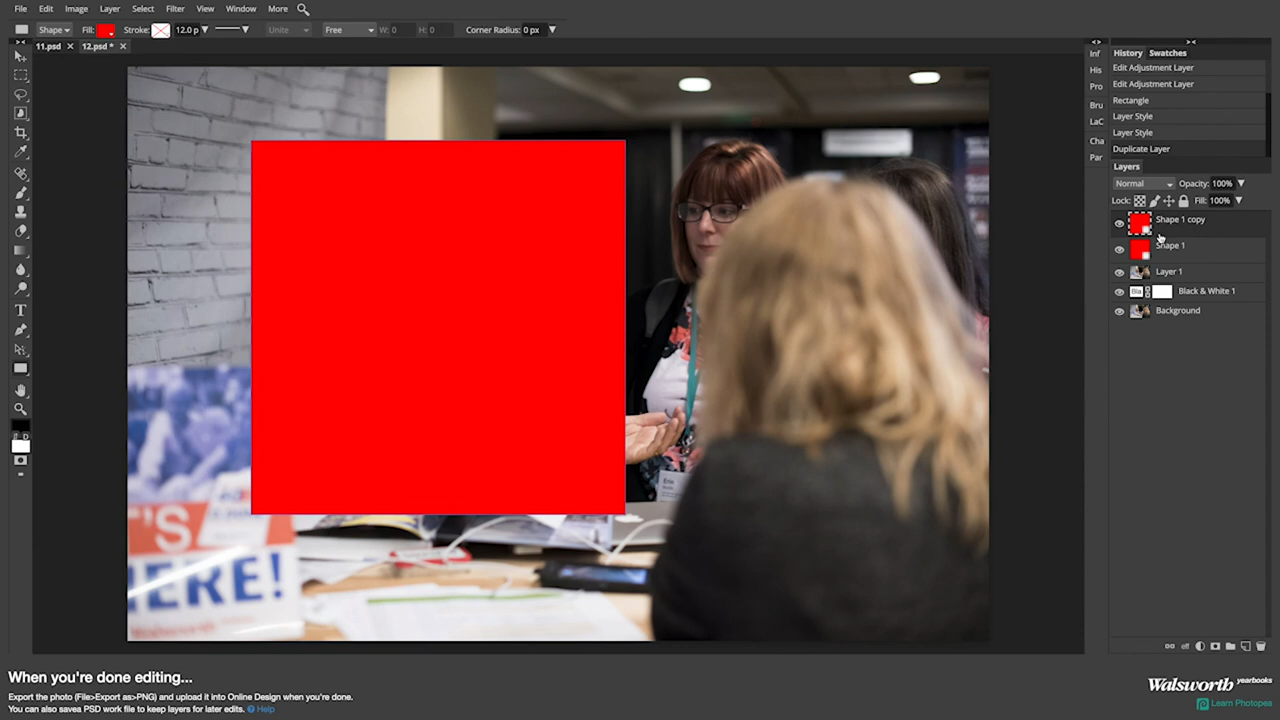 File Edit Image Layer Select Filter View Window More
Shape Fill: Stroke: 12.0 p Unite Free W: 0 H: 0 Corner Radius: 0 px
11.psd 12.psd *
Inf
His
Pro
Bru
LaC
Cha
Par
History Swatches
Edit Adjustment Layer
Edit Adjustment Layer
Rectangle
Layer Style
Layer Style
Duplicate Layer
Layers
Normal Opacity: 100%
Lock: Fill: 100%
Shape 1 copy
Shape 1
Layer 1
Bla Black & White 1
Background
T
D
'S
ERE!
Erin
eff
When you're done editing...
Export the photo (File>Export as>PNG) and upload it into Online Design when you're done.
You can also savea PSD work file to keep layers for later edits. Help
Walsworth yearbooks
Learn Photopea